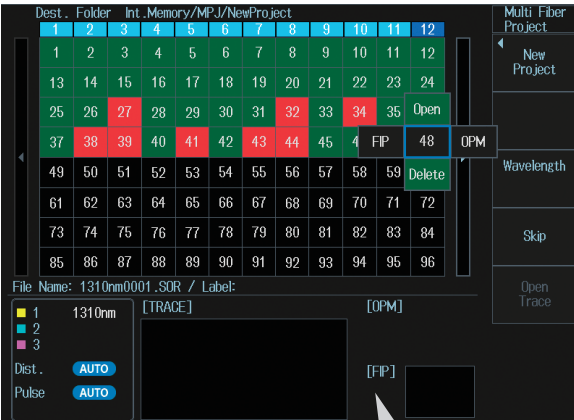 Dest. Folder Int.Memory/MPJ/NewProject
1 2 3 4 5 6 7 8 9 10 11 12
1 2 3 4 5 6 7 8 9 10 11 12
13 14 15 16 17 18 19 20 21 22 23 24
25 26 27 28 29 30 31 32 33 34 35 Open
37 38 39 40 41 42 43 44 45 4 FIP 48 OPM
49 50 51 52 53 54 55 56 57 58 59 Delete
61 62 63 64 65 66 67 68 69 70 71 72
73 74 75 76 77 78 79 80 81 82 83 84
85 86 87 88 89 90 91 92 93 94 95 96
File Name: 1310nm0001.SOR / Label:
1 1310nm
2
3
Dist. AUTO
Pulse AUTO
[TRACE]
[OPM]
[FIP]
Multi Fiber
Project
New
Project
Wavelength
Skip
Open
Trace